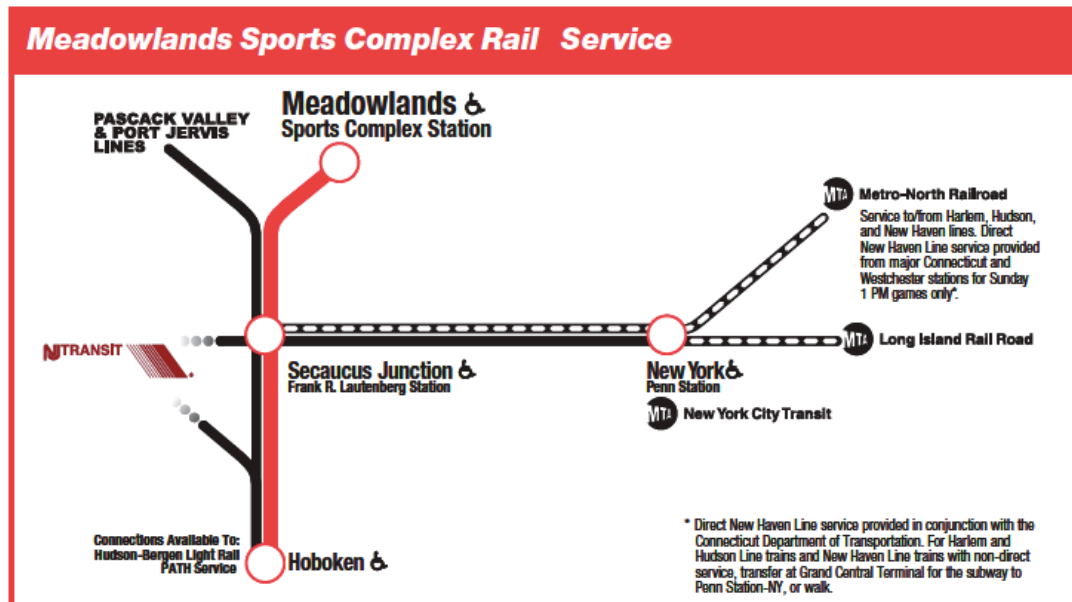 Meadowlands Sports Complex Rail Service
PASCACK VALLEY
& PORT JERVIS
LINES
Meadowlands
Sports Complex Station
MTA Metro-North Railroad
Service to/from Harlem, Hudson,
and New Haven lines. Direct
New Haven Line service provided
from major Connecticut and
Westchester stations for Sunday
1 PM games only*.
NJ TRANSIT
Secaucus Junction
Frank R. Lautenberg Station
New York
Penn Station
MTA Long Island Rail Road
MTA New York City Transit
Connections Available To:
Hudson-Bergen Light Rail
PATH Service
Hoboken
* Direct New Haven Line service provided in conjunction with the
Connecticut Department of Transportation. For Harlem and
Hudson Line trains and New Haven Line trains with non-direct
service, transfer at Grand Central Terminal for the subway to
Penn Station-NY, or walk.